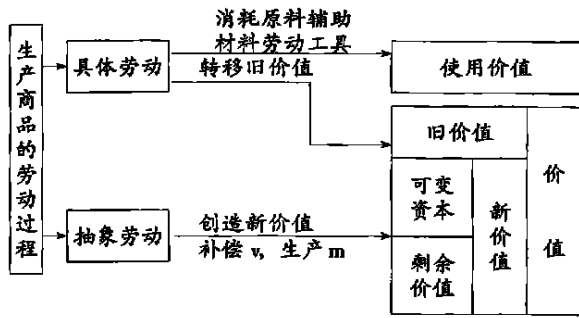 生产商品的劳动过程
具体劳动
消耗原料辅助
材料劳动工具
转移旧价值
使用价值
旧价值
可变
资本
新价值
价值
抽象劳动
创造新价值
补偿 v, 生产 m
剩余
价值